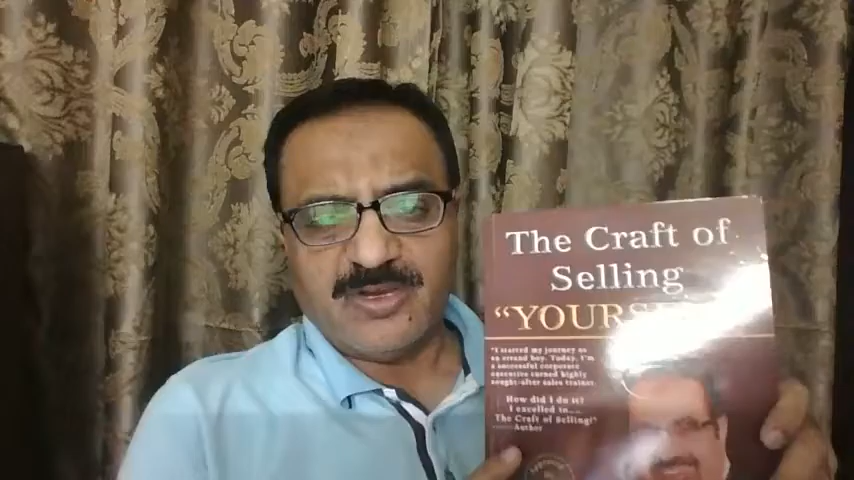 The Craft of
Selling
"YOURS
"I started my journey as
an errand boy. Today, I'm
a successful corporate
executive turned highly
sought-after sales trainer.
How did I do it?
I excelled in....
The Craft of Selling!"
Author